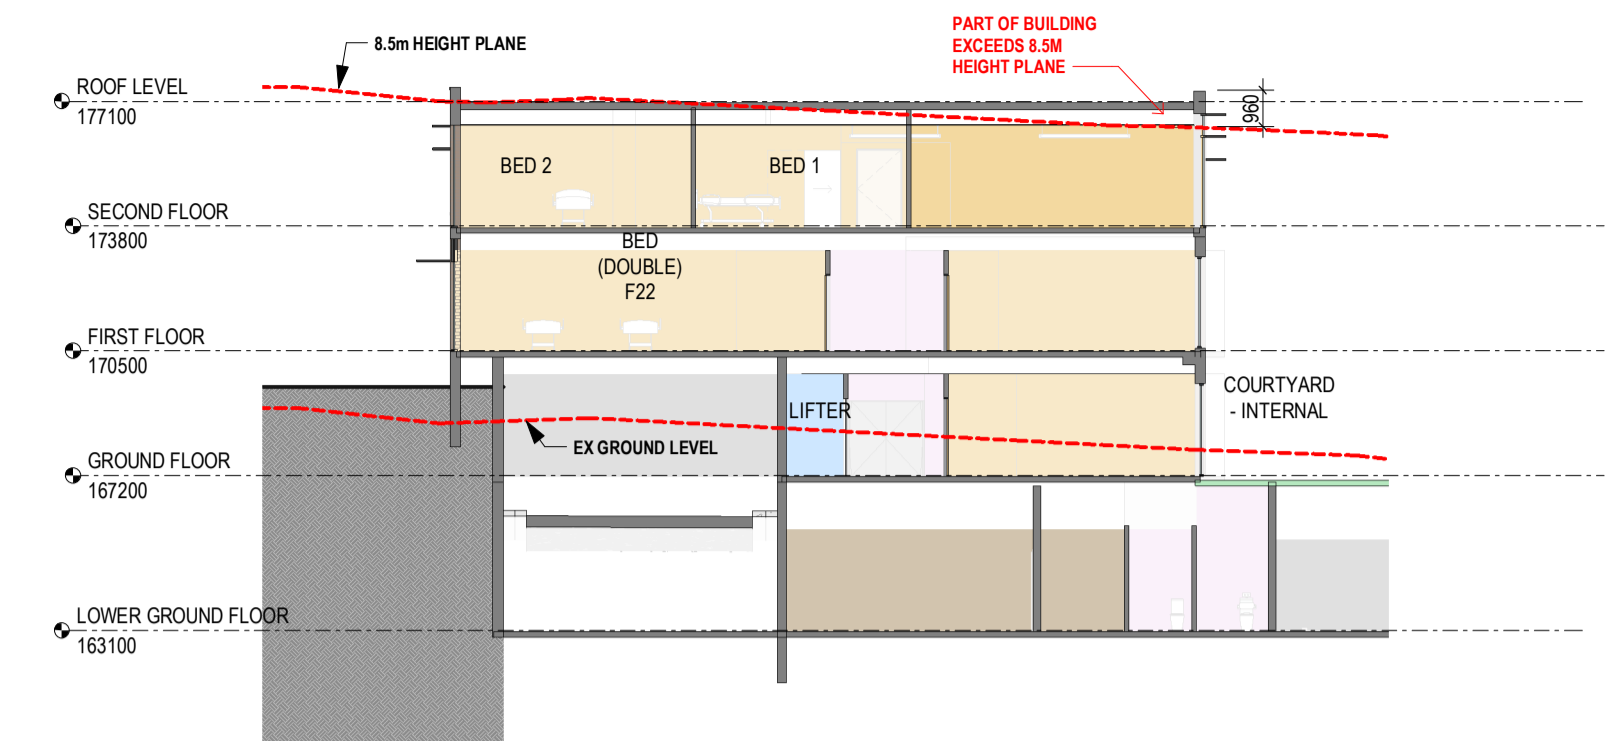 PART OF BUILDING
EXCEEDS 8.5M
HEIGHT PLANE
8.5m HEIGHT PLANE
ROOF LEVEL
177100
960
BED 2
BED 1
SECOND FLOOR
173800
BED
(DOUBLE)
F22
FIRST FLOOR
170500
COURTYARD
- INTERNAL
LIFTER
EX GROUND LEVEL
GROUND FLOOR
167200
LOWER GROUND FLOOR
163100